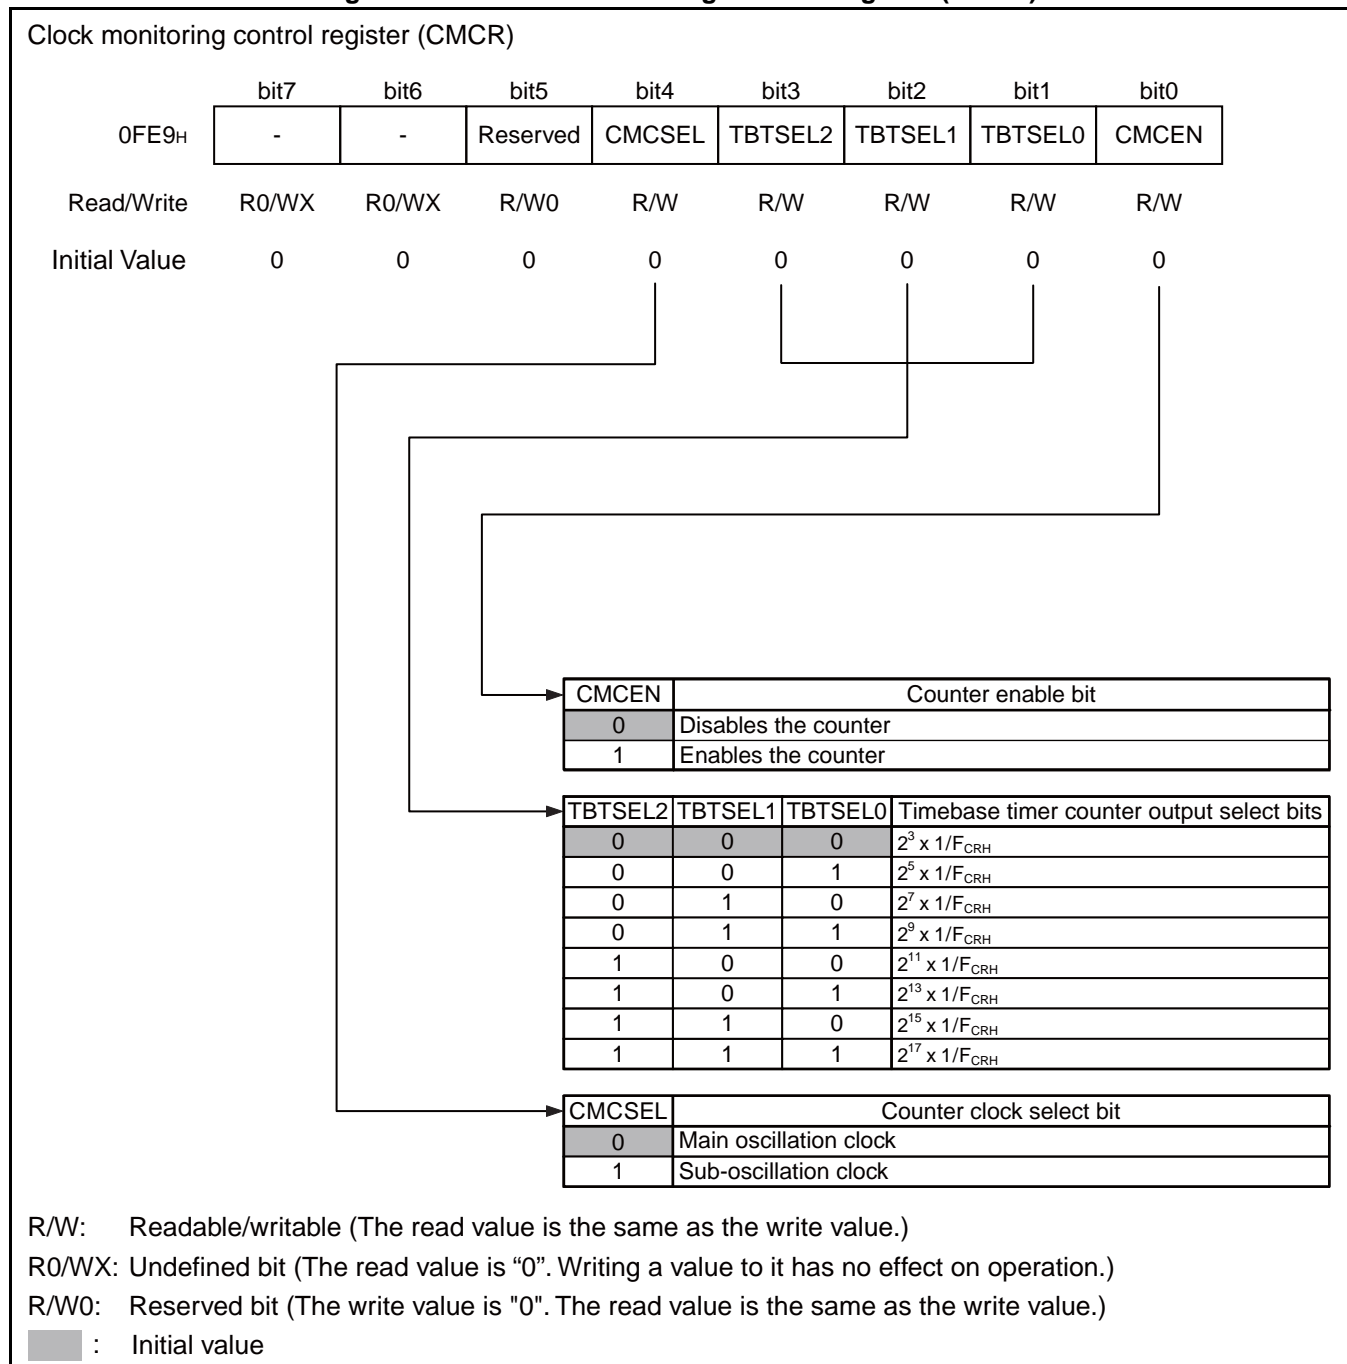 Clock monitoring control register (CMCR)
bit7 bit6 bit5 bit4 bit3 bit2 bit1 bit0
0FE9H - - Reserved CMCSEL TBTSEL2 TBTSEL1 TBTSEL0 CMCEN
Read/Write R0/WX R0/WX R/W0 R/W R/W R/W R/W R/W
Initial Value 0 0 0 0 0 0 0 0
CMCEN Counter enable bit
0 Disables the counter
1 Enables the counter
TBTSEL2 TBTSEL1 TBTSEL0 Timebase timer counter output select bits
0 0 0 2³ x 1/FCRH
0 0 1 2⁵ x 1/FCRH
0 1 0 2⁷ x 1/FCRH
0 1 1 2⁹ x 1/FCRH
1 0 0 2¹¹ x 1/FCRH
1 0 1 2¹³ x 1/FCRH
1 1 0 2¹⁵ x 1/FCRH
1 1 1 2¹⁷ x 1/FCRH
CMCSEL Counter clock select bit
0 Main oscillation clock
1 Sub-oscillation clock
R/W: Readable/writable (The read value is the same as the write value.)
R0/WX: Undefined bit (The read value is “0”. Writing a value to it has no effect on operation.)
R/W0: Reserved bit (The write value is "0". The read value is the same as the write value.)
: Initial value